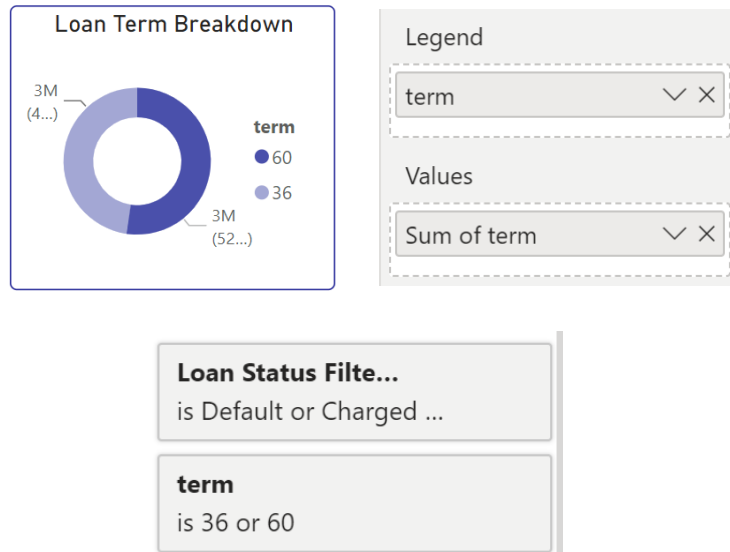 Loan Term Breakdown
3M
(4...)
term
60
36
3M
(52...)
Legend
term
Values
Sum of term
Loan Status Filte...
is Default or Charged ...
term
is 36 or 60